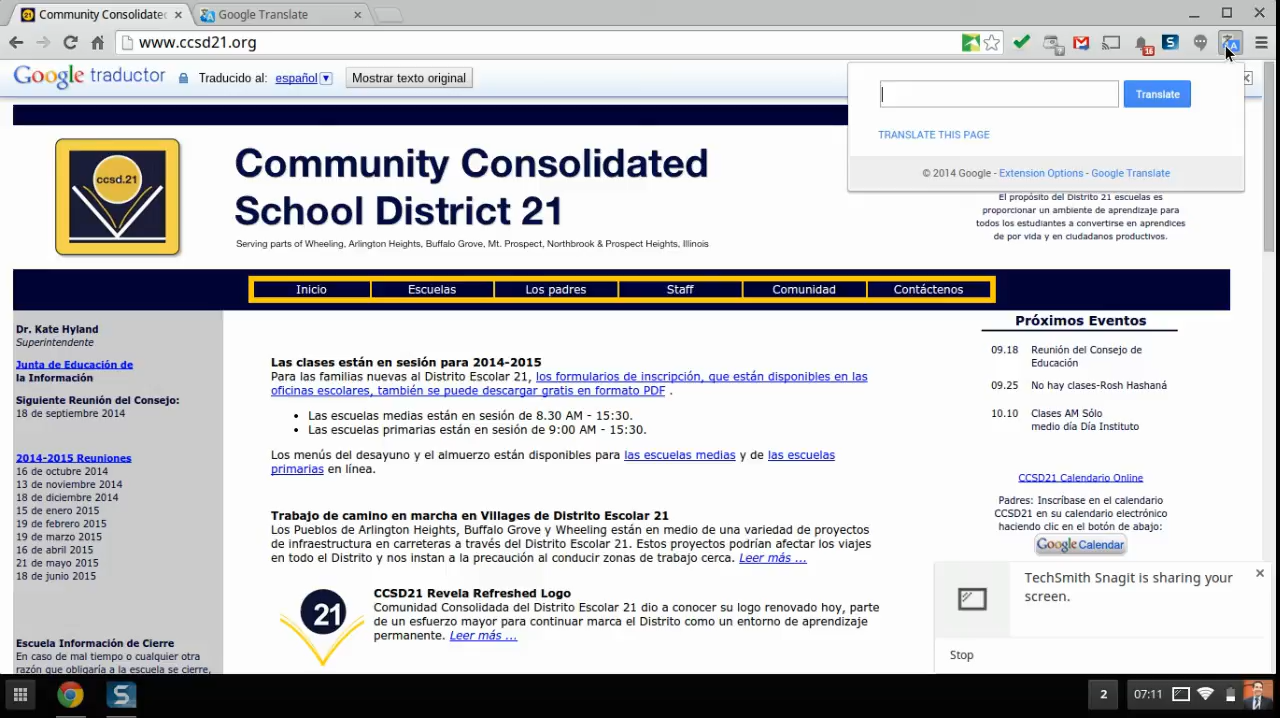 Community Consolidated
Google Translate
www.ccsd21.org
Google traductor
Traducido al: español
Mostrar texto original
Translate
TRANSLATE THIS PAGE
© 2014 Google - Extension Options - Google Translate
ccsd.21
Community Consolidated
School District 21
Serving parts of Wheeling, Arlington Heights, Buffalo Grove, Mt. Prospect, Northbrook & Prospect Heights, Illinois
El propósito del Distrito 21 escuelas es
proporcionar un ambiente de aprendizaje para
todos los estudiantes a convertirse en aprendices
de por vida y en ciudadanos productivos.
Inicio
Escuelas
Los padres
Staff
Comunidad
Contáctenos
Dr. Kate Hyland
Superintendente
Junta de Educación de
la Información
Siguiente Reunión del Consejo:
18 de septiembre 2014
2014-2015 Reuniones
16 de octubre 2014
13 de noviembre 2014
18 de diciembre 2014
15 de enero 2015
19 de febrero 2015
19 de marzo 2015
16 de abril 2015
21 de mayo 2015
18 de junio 2015
Escuela Información de Cierre
En caso de mal tiempo o cualquier otra
razón que obligaría a la escuela se cierre,
Las clases están en sesión para 2014-2015
Para las familias nuevas al Distrito Escolar 21, los formularios de inscripción, que están disponibles en las
oficinas escolares, también se puede descargar gratis en formato PDF .
• Las escuelas medias están en sesión de 8.30 AM - 15:30.
• Las escuelas primarias están en sesión de 9:00 AM - 15:30.
Los menús del desayuno y el almuerzo están disponibles para las escuelas medias y de las escuelas
primarias en línea.
Trabajo de camino en marcha en Villages de Distrito Escolar 21
Los Pueblos de Arlington Heights, Buffalo Grove y Wheeling están en medio de una variedad de proyectos
de infraestructura en carreteras a través del Distrito Escolar 21. Estos proyectos podrían afectar los viajes
en todo el Distrito y nos instan a la precaución al conducir zonas de trabajo cerca. Leer más ...
21
CCSD21 Revela Refreshed Logo
Comunidad Consolidada del Distrito Escolar 21 dio a conocer su logo renovado hoy, parte
de un esfuerzo mayor para continuar marca el Distrito como un entorno de aprendizaje
permanente. Leer más ...
Próximos Eventos
09.18 Reunión del Consejo de
Educación
09.25 No hay clases-Rosh Hashaná
10.10 Clases AM Sólo
medio día Día Instituto
CCSD21 Calendario Online
Padres: Inscríbase en el calendario
CCSD21 en su calendario electrónico
haciendo clic en el botón de abajo:
Google Calendar
TechSmith Snagit is sharing your
screen.
Stop
2
07:11